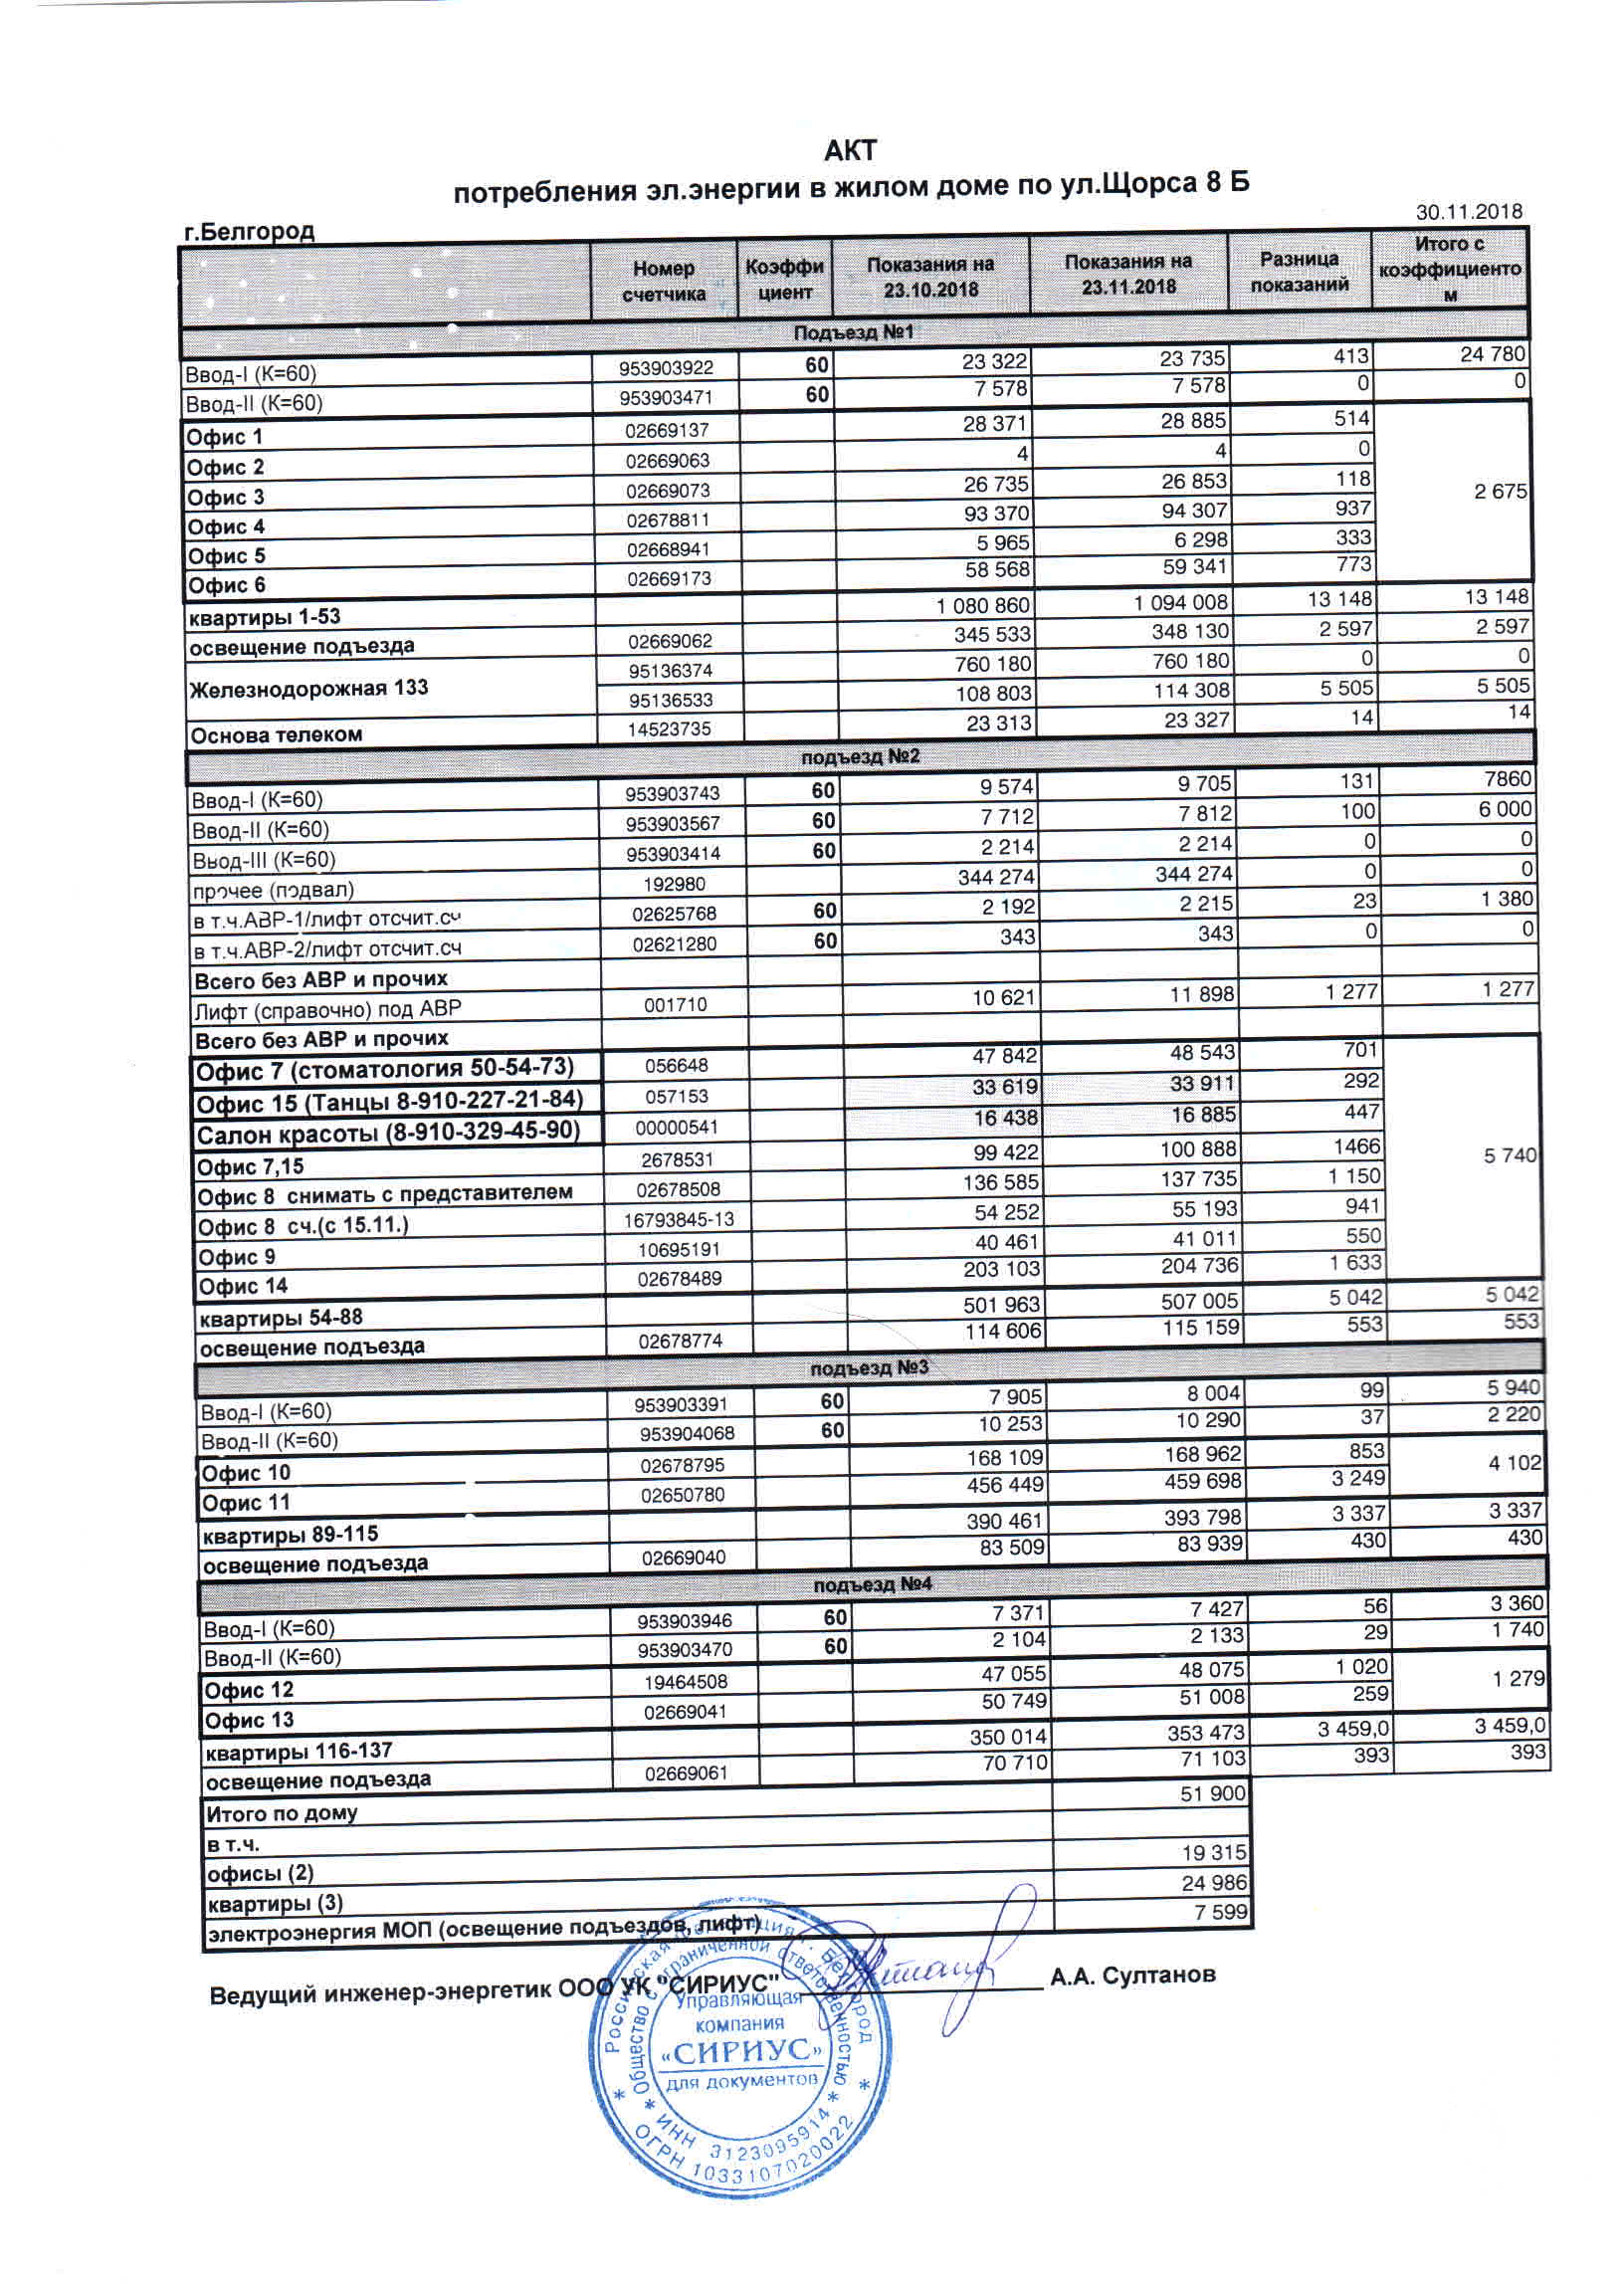 АКТ
потребления эл.энергии в жилом доме по ул.Щорса 8 Б
г.Белгород
30.11.2018
Номер счетчика Коэффициент Показания на 23.10.2018 Показания на 23.11.2018 Разница показаний Итого с коэффициентом
Подъезд №1
Ввод-I (К=60) 953903922 60 23 322 23 735 413 24 780
Ввод-II (К=60) 953903471 60 7 578 7 578 0 0
Офис 1 02669137 28 371 28 885 514
Офис 2 02669063 4 4 0
Офис 3 02669073 26 735 26 853 118 2 675
Офис 4 02678811 93 370 94 307 937
Офис 5 02668941 5 965 6 298 333
Офис 6 02669173 58 568 59 341 773
квартиры 1-53 1 080 860 1 094 008 13 148 13 148
освещение подъезда 02669062 345 533 348 130 2 597 2 597
Железнодорожная 133 95136374 760 180 760 180 0 0
95136533 108 803 114 308 5 505 5 505
Основа телеком 14523735 23 313 23 327 14 14
подъезд №2
Ввод-I (К=60) 953903743 60 9 574 9 705 131 7860
Ввод-II (К=60) 953903567 60 7 712 7 812 100 6 000
Ввод-III (К=60) 953903414 60 2 214 2 214 0 0
прочее (подвал) 192980 344 274 344 274 0 0
в т.ч.АВР-1/лифт отсчит.сч 02625768 60 2 192 2 215 23 1 380
в т.ч.АВР-2/лифт отсчит.сч 02621280 60 343 343 0 0
Всего без АВР и прочих
Лифт (справочно) под АВР 001710 10 621 11 898 1 277 1 277
Всего без АВР и прочих
Офис 7 (стоматология 50-54-73) 056648 47 842 48 543 701
Офис 15 (Танцы 8-910-227-21-84) 057153 33 619 33 911 292
Салон красоты (8-910-329-45-90) 00000541 16 438 16 885 447
Офис 7,15 2678531 99 422 100 888 1466 5 740
Офис 8 снимать с представителем 02678508 136 585 137 735 1 150
Офис 8 сч.(с 15.11.) 16793845-13 54 252 55 193 941
Офис 9 10695191 40 461 41 011 550
Офис 14 02678489 203 103 204 736 1 633
квартиры 54-88 501 963 507 005 5 042 5 042
освещение подъезда 02678774 114 606 115 159 553 553
подъезд №3
Ввод-I (К=60) 953903391 60 7 905 8 004 99 5 940
Ввод-II (К=60) 953904068 60 10 253 10 290 37 2 220
Офис 10 02678795 168 109 168 962 853 4 102
Офис 11 02650780 456 449 459 698 3 249
квартиры 89-115 390 461 393 798 3 337 3 337
освещение подъезда 02669040 83 509 83 939 430 430
подъезд №4
Ввод-I (К=60) 953903946 60 7 371 7 427 56 3 360
Ввод-II (К=60) 953903470 60 2 104 2 133 29 1 740
Офис 12 19464508 47 055 48 075 1 020 1 279
Офис 13 02669041 50 749 51 008 259
квартиры 116-137 350 014 353 473 3 459,0 3 459,0
освещение подъезда 02669061 70 710 71 103 393 393
Итого по дому 51 900
в т.ч.
офисы (2) 19 315
квартиры (3) 24 986
электроэнергия МОП (освещение подъездов, лифт) 7 599
Ведущий инженер-энергетик ООО УК "СИРИУС" А.А. Султанов
Российская Федерация г. Белгород
Общество с ограниченной ответственностью
Управляющая
компания
«СИРИУС»
для документов
* ИНН 3123095914 *
* ОГРН 1033107020022 *